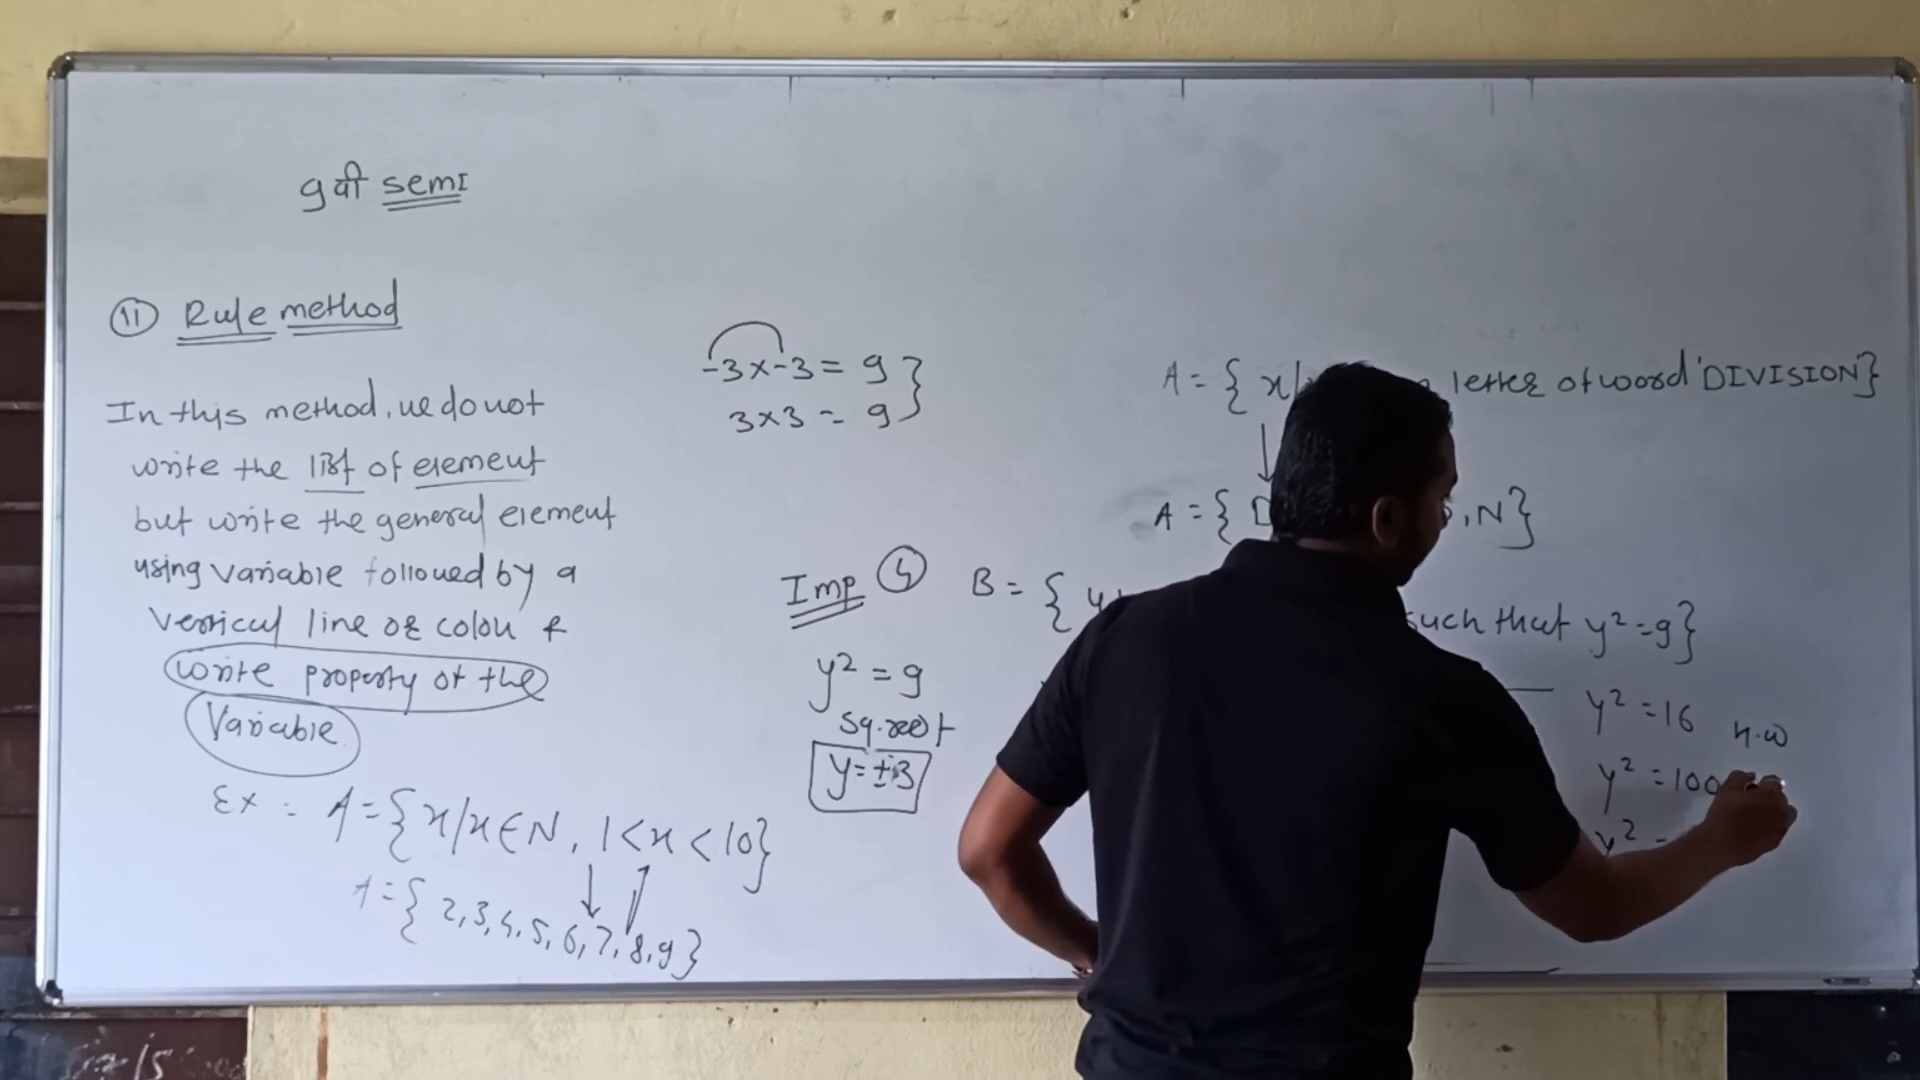 9वी semI
(ii) Rule method
In this method, we do not
write the list of element
but write the general element
using variable followed by a
vertical line or colon &
write property of the
Variable
Ex : A = {x/x∈N, 1<x<10}
A = {2,3,4,5,6,7,8,9}
-3x-3 = 9 }
3x3 = 9
A = { x/ letter of word 'DIVISION'}
A = { D ,N}
Imp (4) B = { y such that y² = 9}
y² = 9
sq.root
y = ±3
y² = 16
H.W
y² = 100
y² =